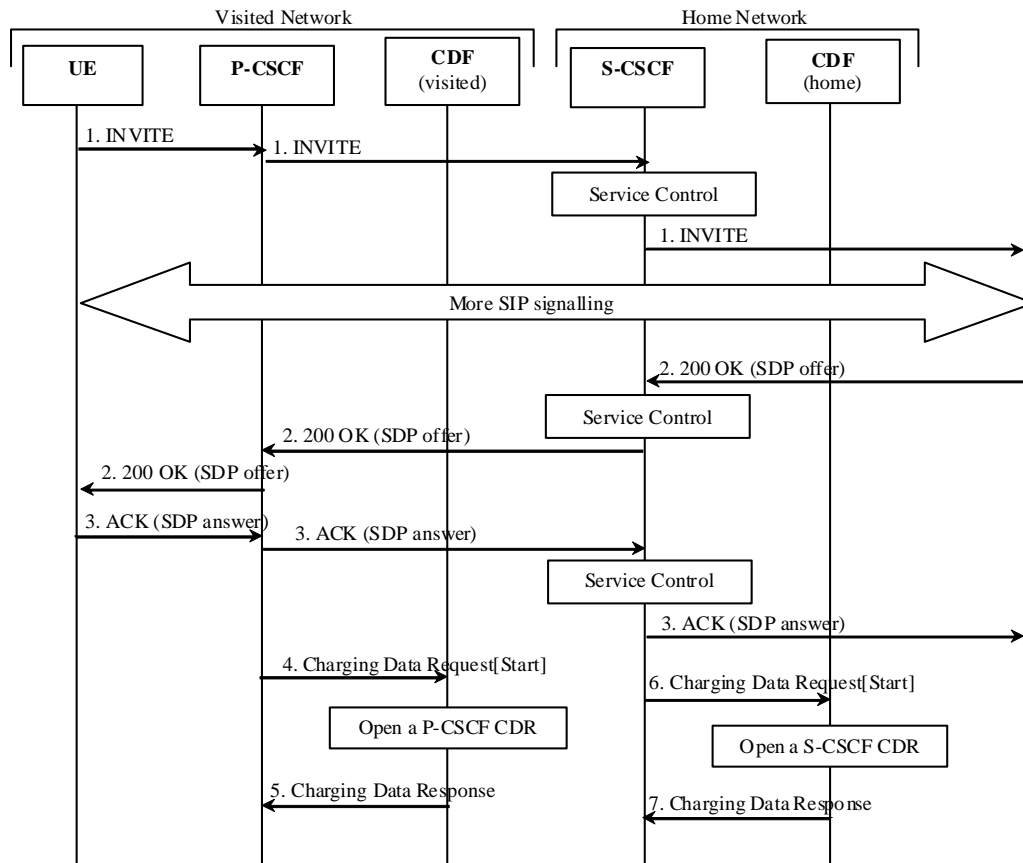 Visited Network
Home Network
UE
P-CSCF
CDF
(visited)
S-CSCF
CDF
(home)
1. INVITE
1. INVITE
Service Control
1. INVITE
More SIP signalling
2. 200 OK (SDP offer)
Service Control
2. 200 OK (SDP offer)
2. 200 OK (SDP offer)
3. ACK (SDP answer)
3. ACK (SDP answer)
Service Control
3. ACK (SDP answer)
4. Charging Data Request[Start]
6. Charging Data Request[Start]
Open a P-CSCF CDR
Open a S-CSCF CDR
5. Charging Data Response
7. Charging Data Response